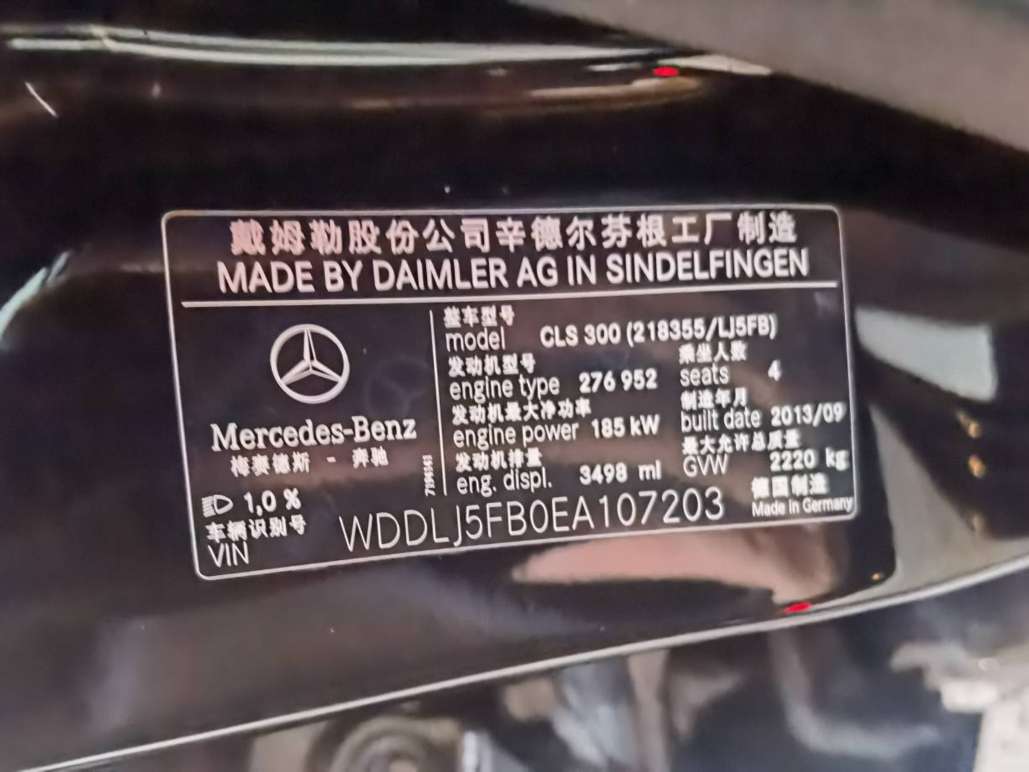 戴姆勒股份公司辛德尔芬根工厂制造
MADE BY DAIMLER AG IN SINDELFINGEN
整车型号
model CLS 300 (218355/LJ5FB)
发动机型号 乘坐人数
engine type 276 952 seats 4
发动机最大净功率 制造年月
engine power 185 kW built date 2013/09
发动机排量 最大允许总质量
eng. displ. 3498 ml GVW 2220 kg
Mercedes-Benz
梅赛德斯 - 奔驰
1,0 %
车辆识别号
VIN WDDLJ5FB0EA107203
德国制造
Made in Germany